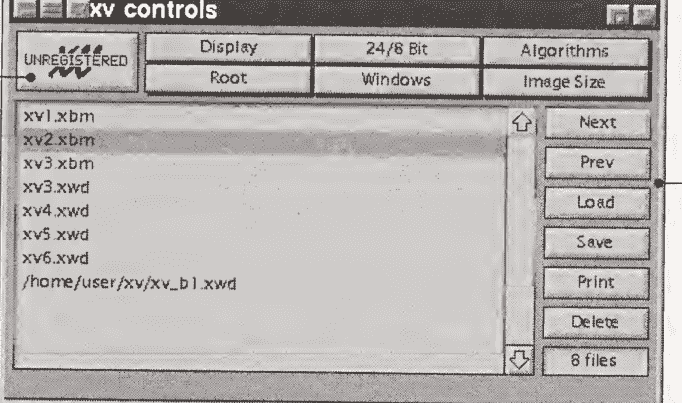 xv controls
UNREGISTERED
Display 24/8 Bit Algorithms
Root Windows Image Size
xv1.xbm
xv2.xbm
xv3.xbm
xv3.xwd
xv4.xwd
xv5.xwd
xv6.xwd
/home/user/xv/xv_b1.xwd
Next
Prev
Load
Save
Print
Delete
8 files